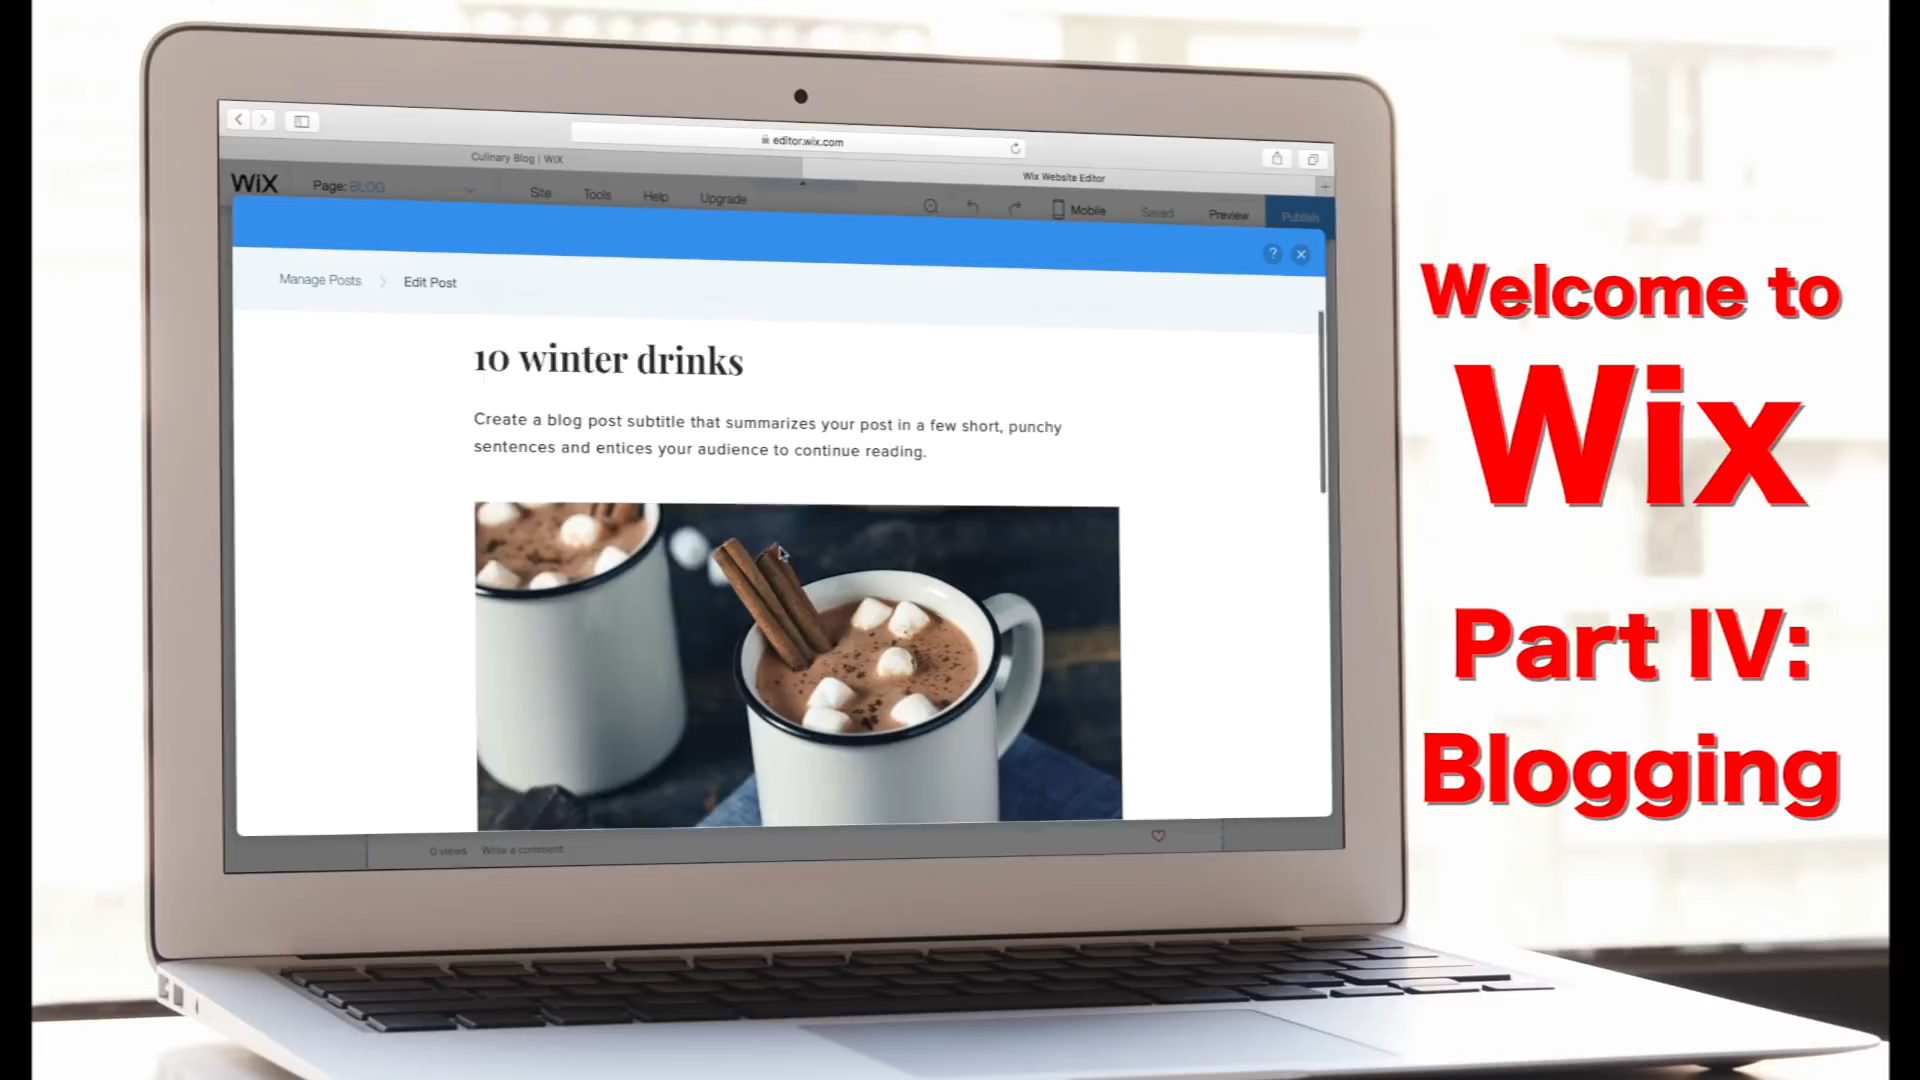 editor.wix.com
Culinary Blog | WIX
Wix Website Editor
WiX
Page: BLOG
Site
Tools
Help
Upgrade
Mobile
Saved
Preview
Publish
?
Manage Posts
Edit Post
10 winter drinks
Create a blog post subtitle that summarizes your post in a few short, punchy
sentences and entices your audience to continue reading.
0 views
Write a comment
Welcome to
Wix
Part IV:
Blogging